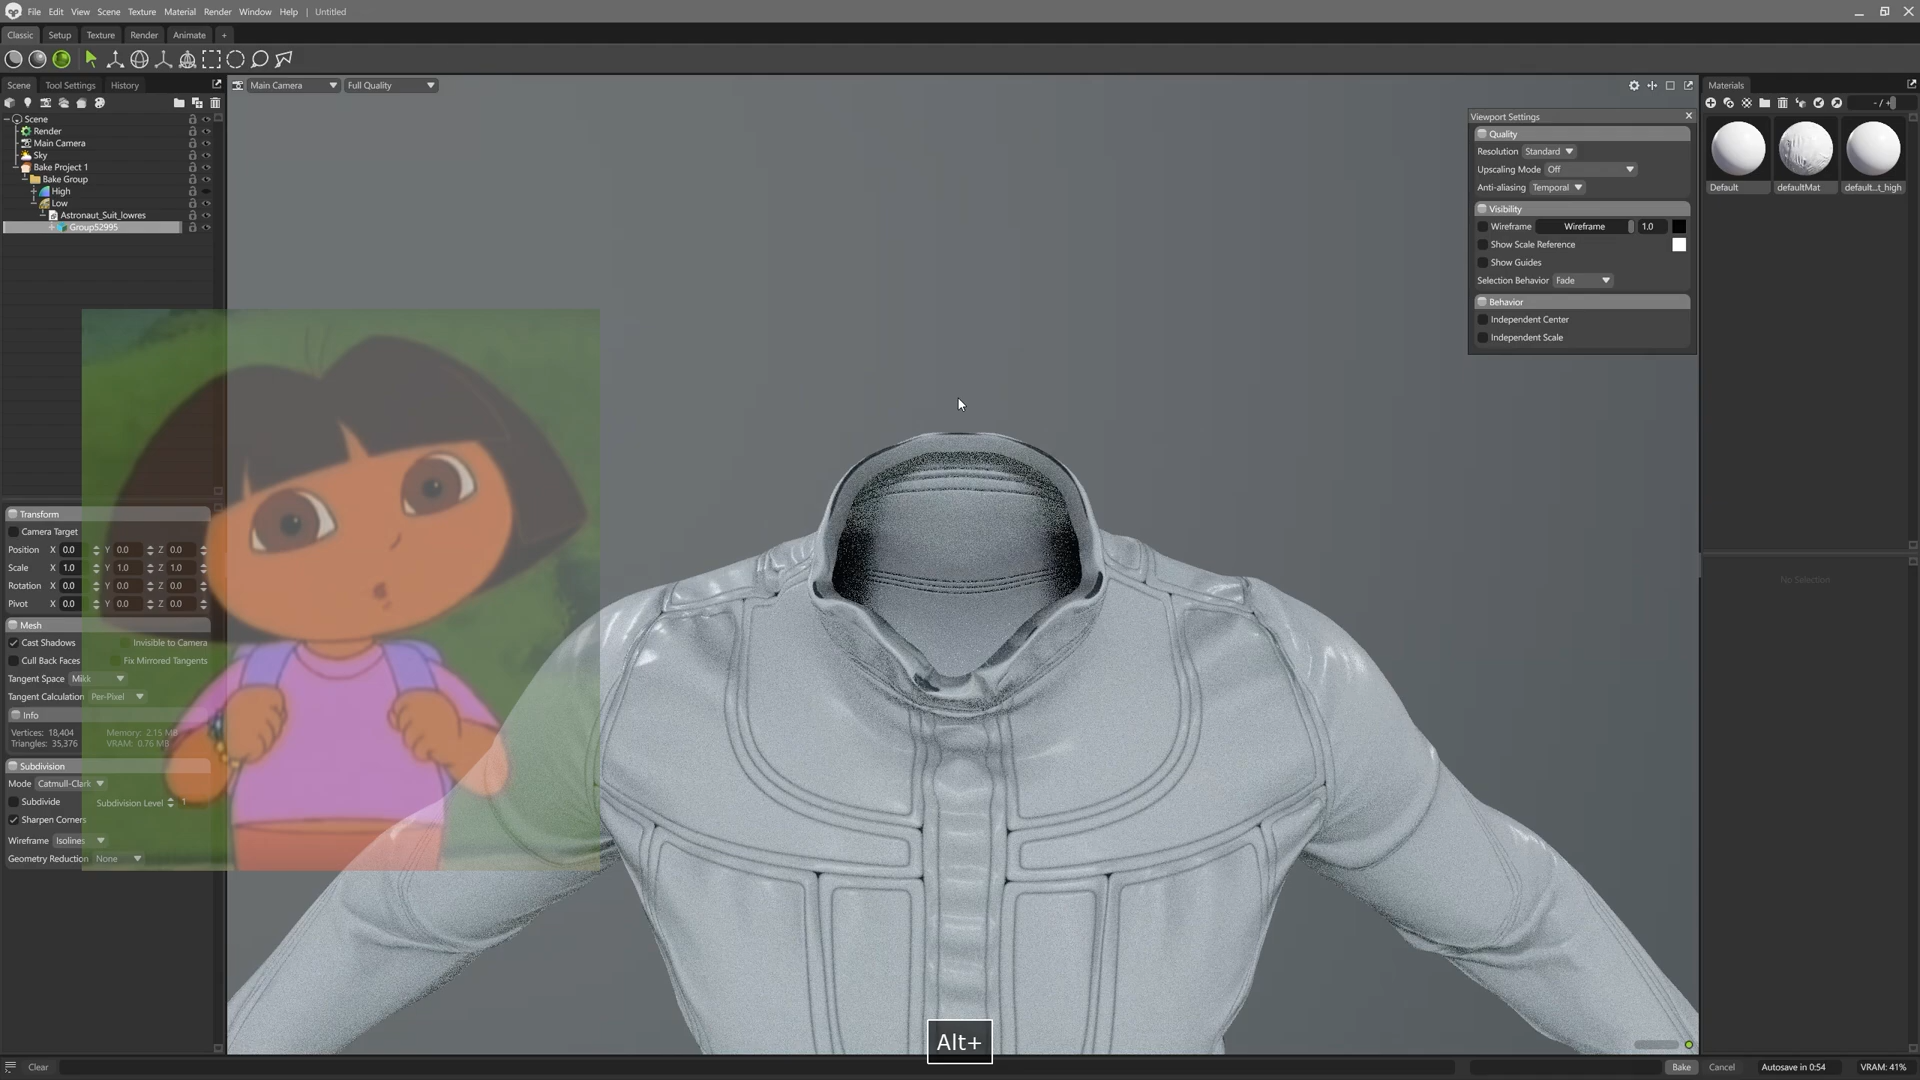 File Edit View Scene Texture Material Render Window Help | Untitled
Classic Setup Texture Render Animate +
Scene Tool Settings History
Main Camera Full Quality
Materials
- / +
Scene
Render
Main Camera
Sky
Bake Project 1
Bake Group
High
Low
Astronaut_Suit_lowres
Group52995
Viewport Settings
Quality
Resolution Standard
Upscaling Mode Off
Anti-aliasing Temporal
Visibility
Wireframe Wireframe 1.0
Show Scale Reference
Show Guides
Selection Behavior Fade
Behavior
Independent Center
Independent Scale
Default defaultMat default...t_high
No Selection
Transform
Camera Target
Position X 0.0 Y 0.0 Z 0.0
Scale X 1.0 Y 1.0 Z 1.0
Rotation X 0.0 Y 0.0 Z 0.0
Pivot X 0.0 Y 0.0 Z 0.0
Mesh
Cast Shadows Invisible to Camera
Cull Back Faces Fix Mirrored Tangents
Tangent Space Mikk
Tangent Calculation Per-Pixel
Info
Vertices: 18,404 Memory: 2.15 MB
Triangles: 35,376 VRAM: 0.76 MB
Subdivision
Mode Catmull-Clark
Subdivide Subdivision Level 1
Sharpen Corners
Wireframe Isolines
Geometry Reduction None
Alt+
Clear Bake Cancel Autosave in 0:54 VRAM: 41%